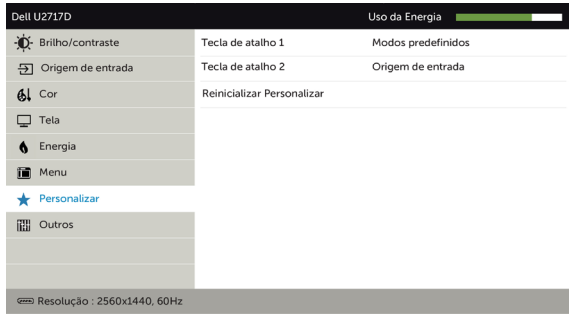 Dell U2717D Uso da Energia
Brilho/contraste Tecla de atalho 1 Modos predefinidos
Origem de entrada Tecla de atalho 2 Origem de entrada
Cor Reinicializar Personalizar
Tela
Energia
Menu
Personalizar
Outros
Resolução : 2560x1440, 60Hz